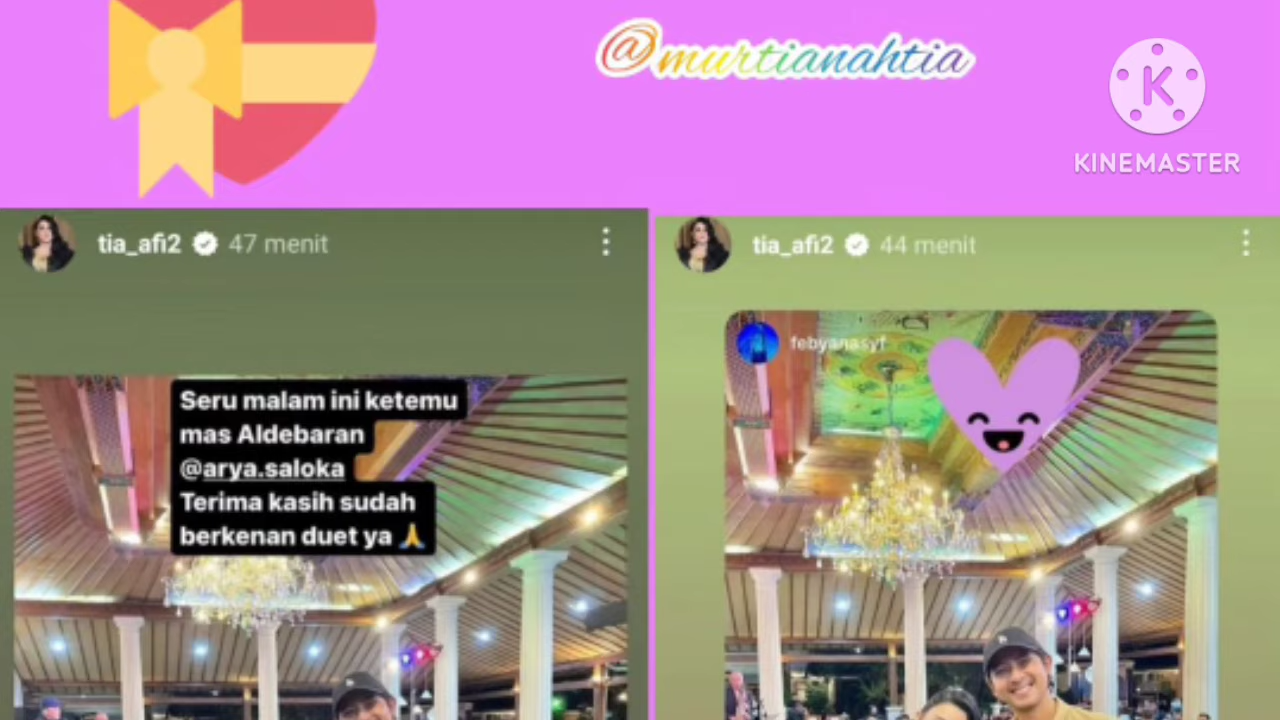 @murtianahtia
K
KINEMASTER
tia_afi2 47 menit
Seru malam ini ketemu
mas Aldebaran
@arya.saloka
Terima kasih sudah
berkenan duet ya 🙏
tia_afi2 44 menit
febyanasyf